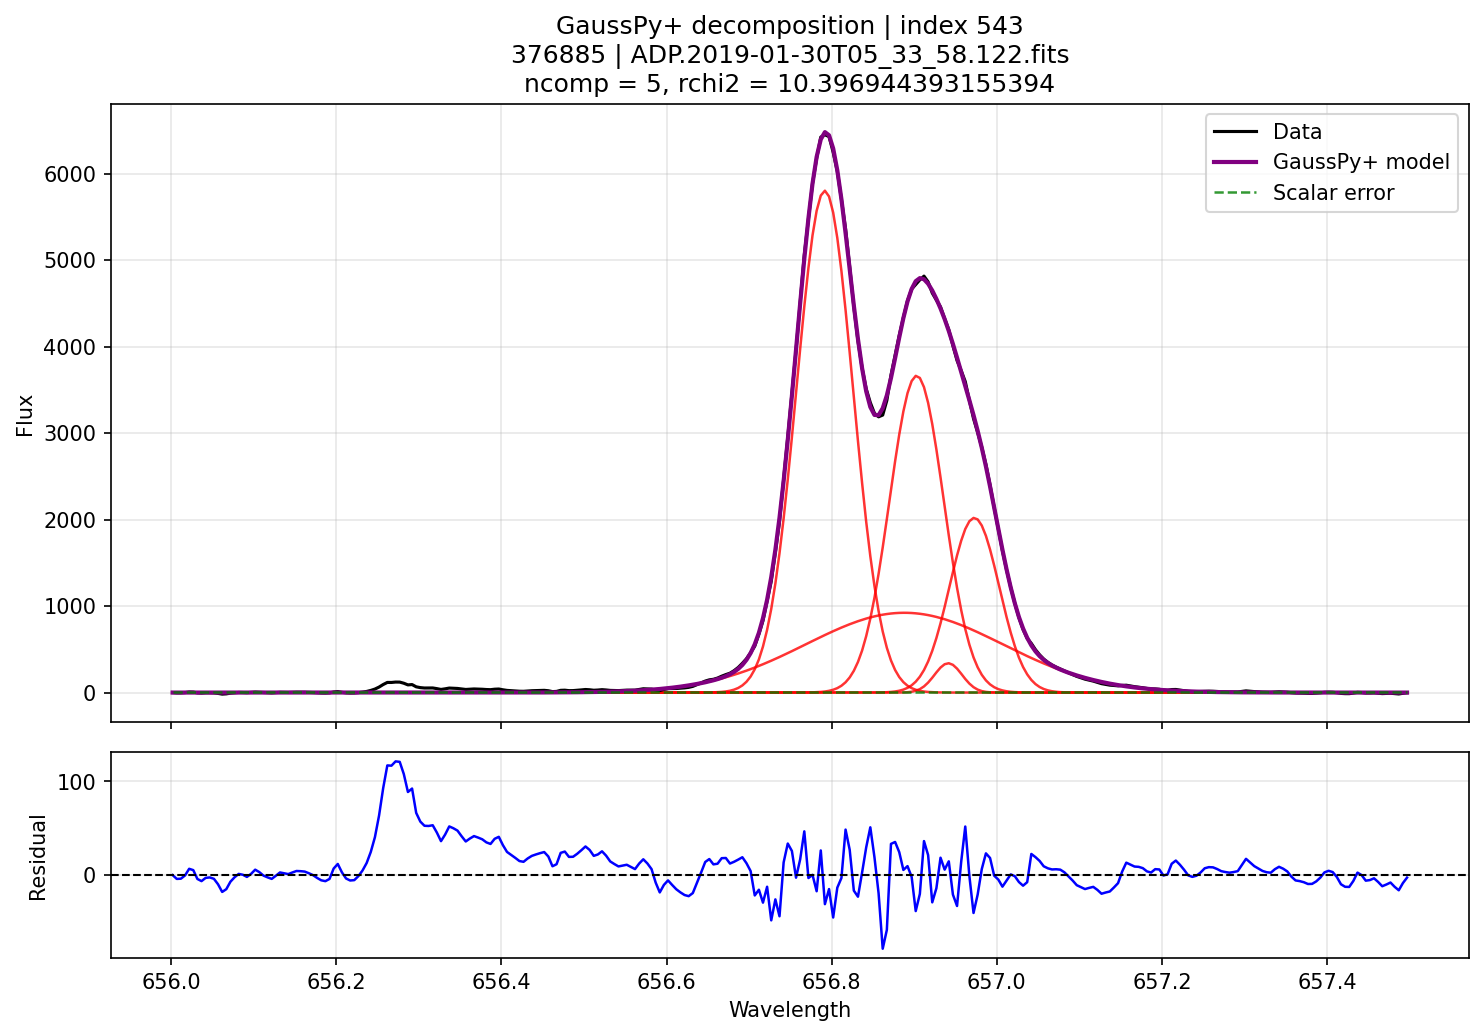 GaussPy+ decomposition | index 543
376885 | ADP.2019-01-30T05_33_58.122.fits
ncomp = 5, rchi2 = 10.396944393155394
Data
GaussPy+ model
Scalar error
6000
5000
4000
3000
2000
1000
0
Flux
100
0
Residual
656.0 656.2 656.4 656.6 656.8 657.0 657.2 657.4
Wavelength